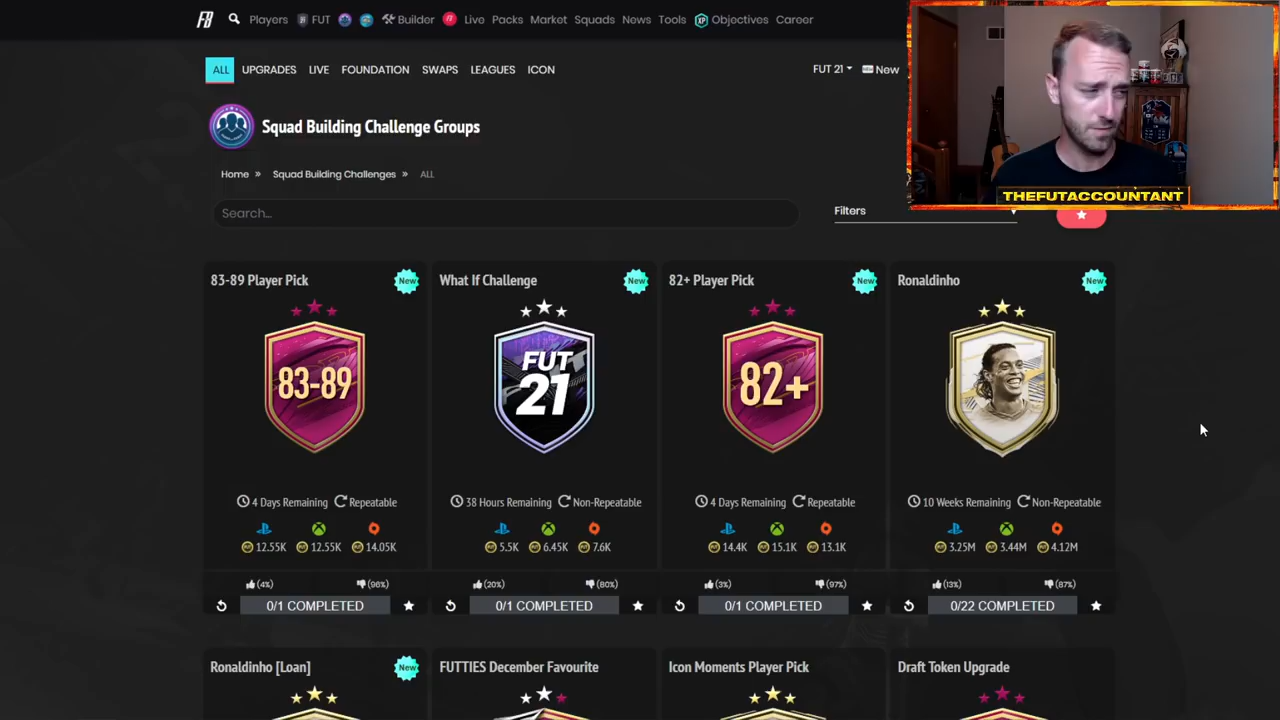 FB Players FUT Builder Live Packs Market Squads News Tools XP Objectives Career
ALL UPGRADES LIVE FOUNDATION SWAPS LEAGUES ICON FUT 21 New
Squad Building Challenge Groups
THEFUTACCOUNTANT
Home » Squad Building Challenges » ALL
Search... Filters
83-89 Player Pick New What If Challenge New 82+ Player Pick New Ronaldinho New
83-89 FUT 21 82+
4 Days Remaining Repeatable 38 Hours Remaining Non-Repeatable 4 Days Remaining Repeatable 10 Weeks Remaining Non-Repeatable
12.55K 12.55K 14.05K 5.5K 6.45K 7.6K 14.4K 15.1K 13.1K 3.25M 3.44M 4.12M
(4%) (96%) (20%) (80%) (3%) (97%) (13%) (87%)
0/1 COMPLETED 0/1 COMPLETED 0/1 COMPLETED 0/22 COMPLETED
Ronaldinho [Loan] New FUTTIES December Favourite Icon Moments Player Pick Draft Token Upgrade